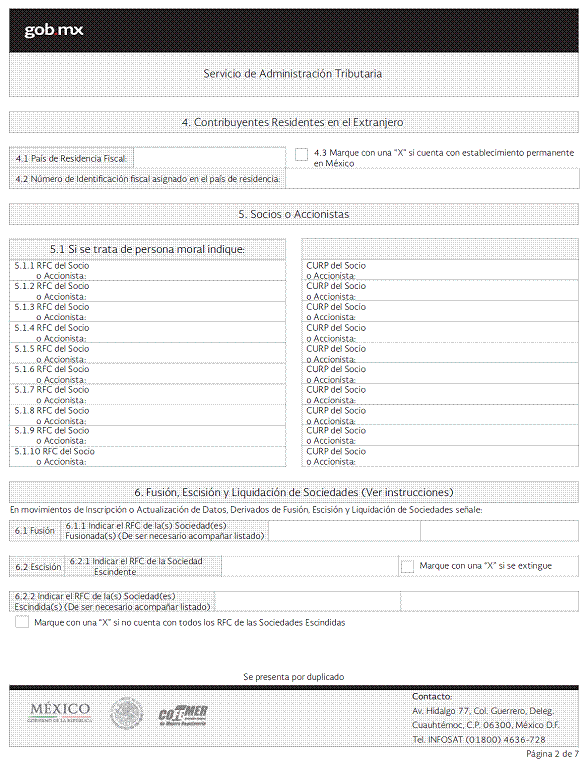 gob.mx
Servicio de Administración Tributaria
4. Contribuyentes Residentes en el Extranjero
4.1 País de Residencia Fiscal:
4.3 Marque con una "X" si cuenta con establecimiento permanente
en México
4.2 Número de Identificación fiscal asignado en el país de residencia:
5. Socios o Accionistas
5.1 Si se trata de persona moral indique:
5.1.1 RFC del Socio
o Accionista:
CURP del Socio
o Accionista:
5.1.2 RFC del Socio
o Accionista:
CURP del Socio
o Accionista:
5.1.3 RFC del Socio
o Accionista:
CURP del Socio
o Accionista:
5.1.4 RFC del Socio
o Accionista:
CURP del Socio
o Accionista:
5.1.5 RFC del Socio
o Accionista:
CURP del Socio
o Accionista:
5.1.6 RFC del Socio
o Accionista:
CURP del Socio
o Accionista:
5.1.7 RFC del Socio
o Accionista:
CURP del Socio
o Accionista:
5.1.8 RFC del Socio
o Accionista:
CURP del Socio
o Accionista:
5.1.9 RFC del Socio
o Accionista:
CURP del Socio
o Accionista:
5.1.10 RFC del Socio
o Accionista:
CURP del Socio
o Accionista:
6. Fusión, Escisión y Liquidación de Sociedades (Ver instrucciones)
En movimientos de Inscripción o Actualización de Datos, Derivados de Fusión, Escisión y Liquidación de Sociedades señale:
6.1 Fusión
6.1.1 Indicar el RFC de la(s) Sociedad(es)
Fusionada(s) (De ser necesario acompañar listado)
6.2 Escisión
6.2.1 Indicar el RFC de la Sociedad
Escindente:
Marque con una "X" si se extingue
6.2.2 Indicar el RFC de la(s) Sociedad(es)
Escindida(s) (De ser necesario acompañar listado)
Marque con una "X" si no cuenta con todos los RFC de las Sociedades Escindidas
Se presenta por duplicado
MÉXICO
GOBIERNO DE LA REPÚBLICA
COFEMER
Contacto:
Av. Hidalgo 77, Col. Guerrero, Deleg.
Cuauhtémoc, C.P. 06300, México D.F.
Tel. INFOSAT (01800) 4636-728
Página 2 de 7